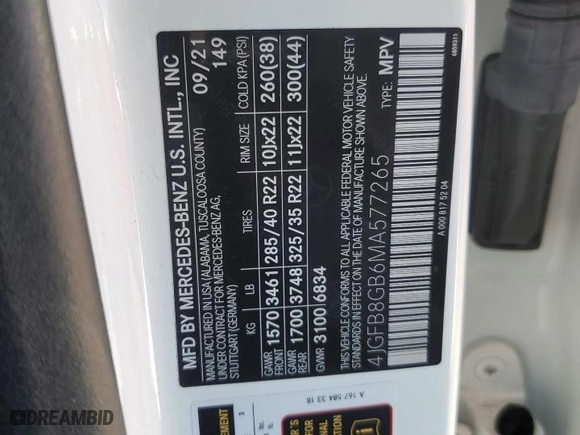 MFD BY MERCEDES-BENZ U.S. INTL., INC
MANUFACTURED IN USA (ALABAMA, TUSCALOOSA COUNTY)
UNDER CONTRACT FOR MERCEDES-BENZ AG,
STUTTGART (GERMANY)
09/21
149
KG LB TIRES RIM SIZE COLD KPA (PSI)
GAWR FRONT 1570 3461 285/40 R22 10Jx22 260(38)
GAWR REAR 1700 3748 325/35 R22 11Jx22 300(44)
GVWR 3100 6834
THIS VEHICLE CONFORMS TO ALL APPLICABLE FEDERAL MOTOR VEHICLE SAFETY
STANDARDS IN EFFECT ON THE DATE OF MANUFACTURE SHOWN ABOVE.
4JGFB8GB6MA577265 TYPE: MPV
A 000 817 52 04
A 167 584 33 18
DREAMBID